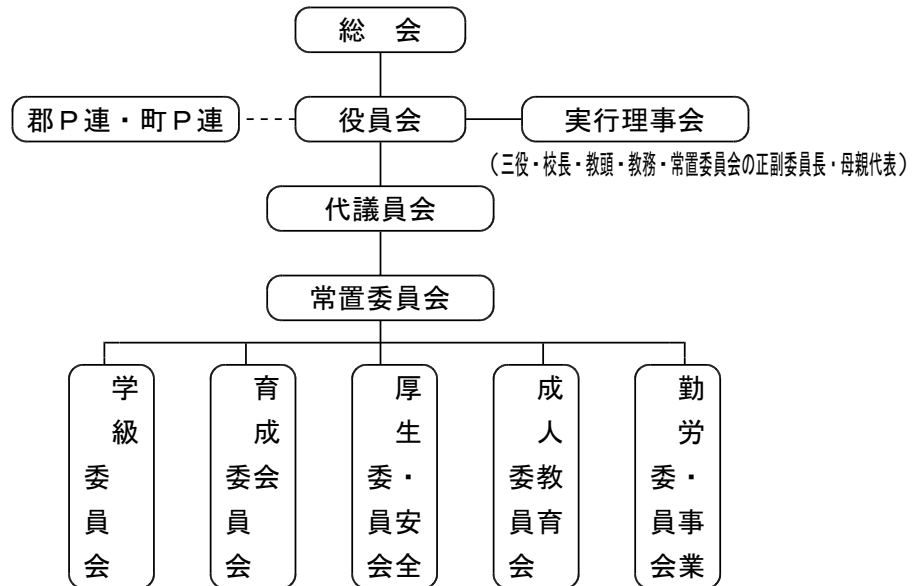 総　会
郡Ｐ連・町Ｐ連
役員会
実行理事会
（三役・校長・教頭・教務・常置委員会の正副委員長・母親代表）
代議員会
常置委員会
学級
委員会
育成会
委員会
厚生・安全
委員会
成人教育
委員会
勤労・事業
委員会